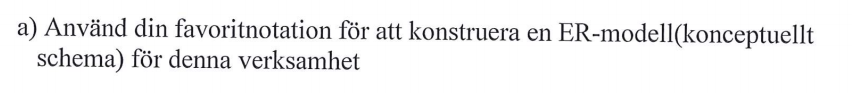 a) Använd din favoritnotation för att konstruera en ER-modell(konceptuellt
schema) för denna verksamhet